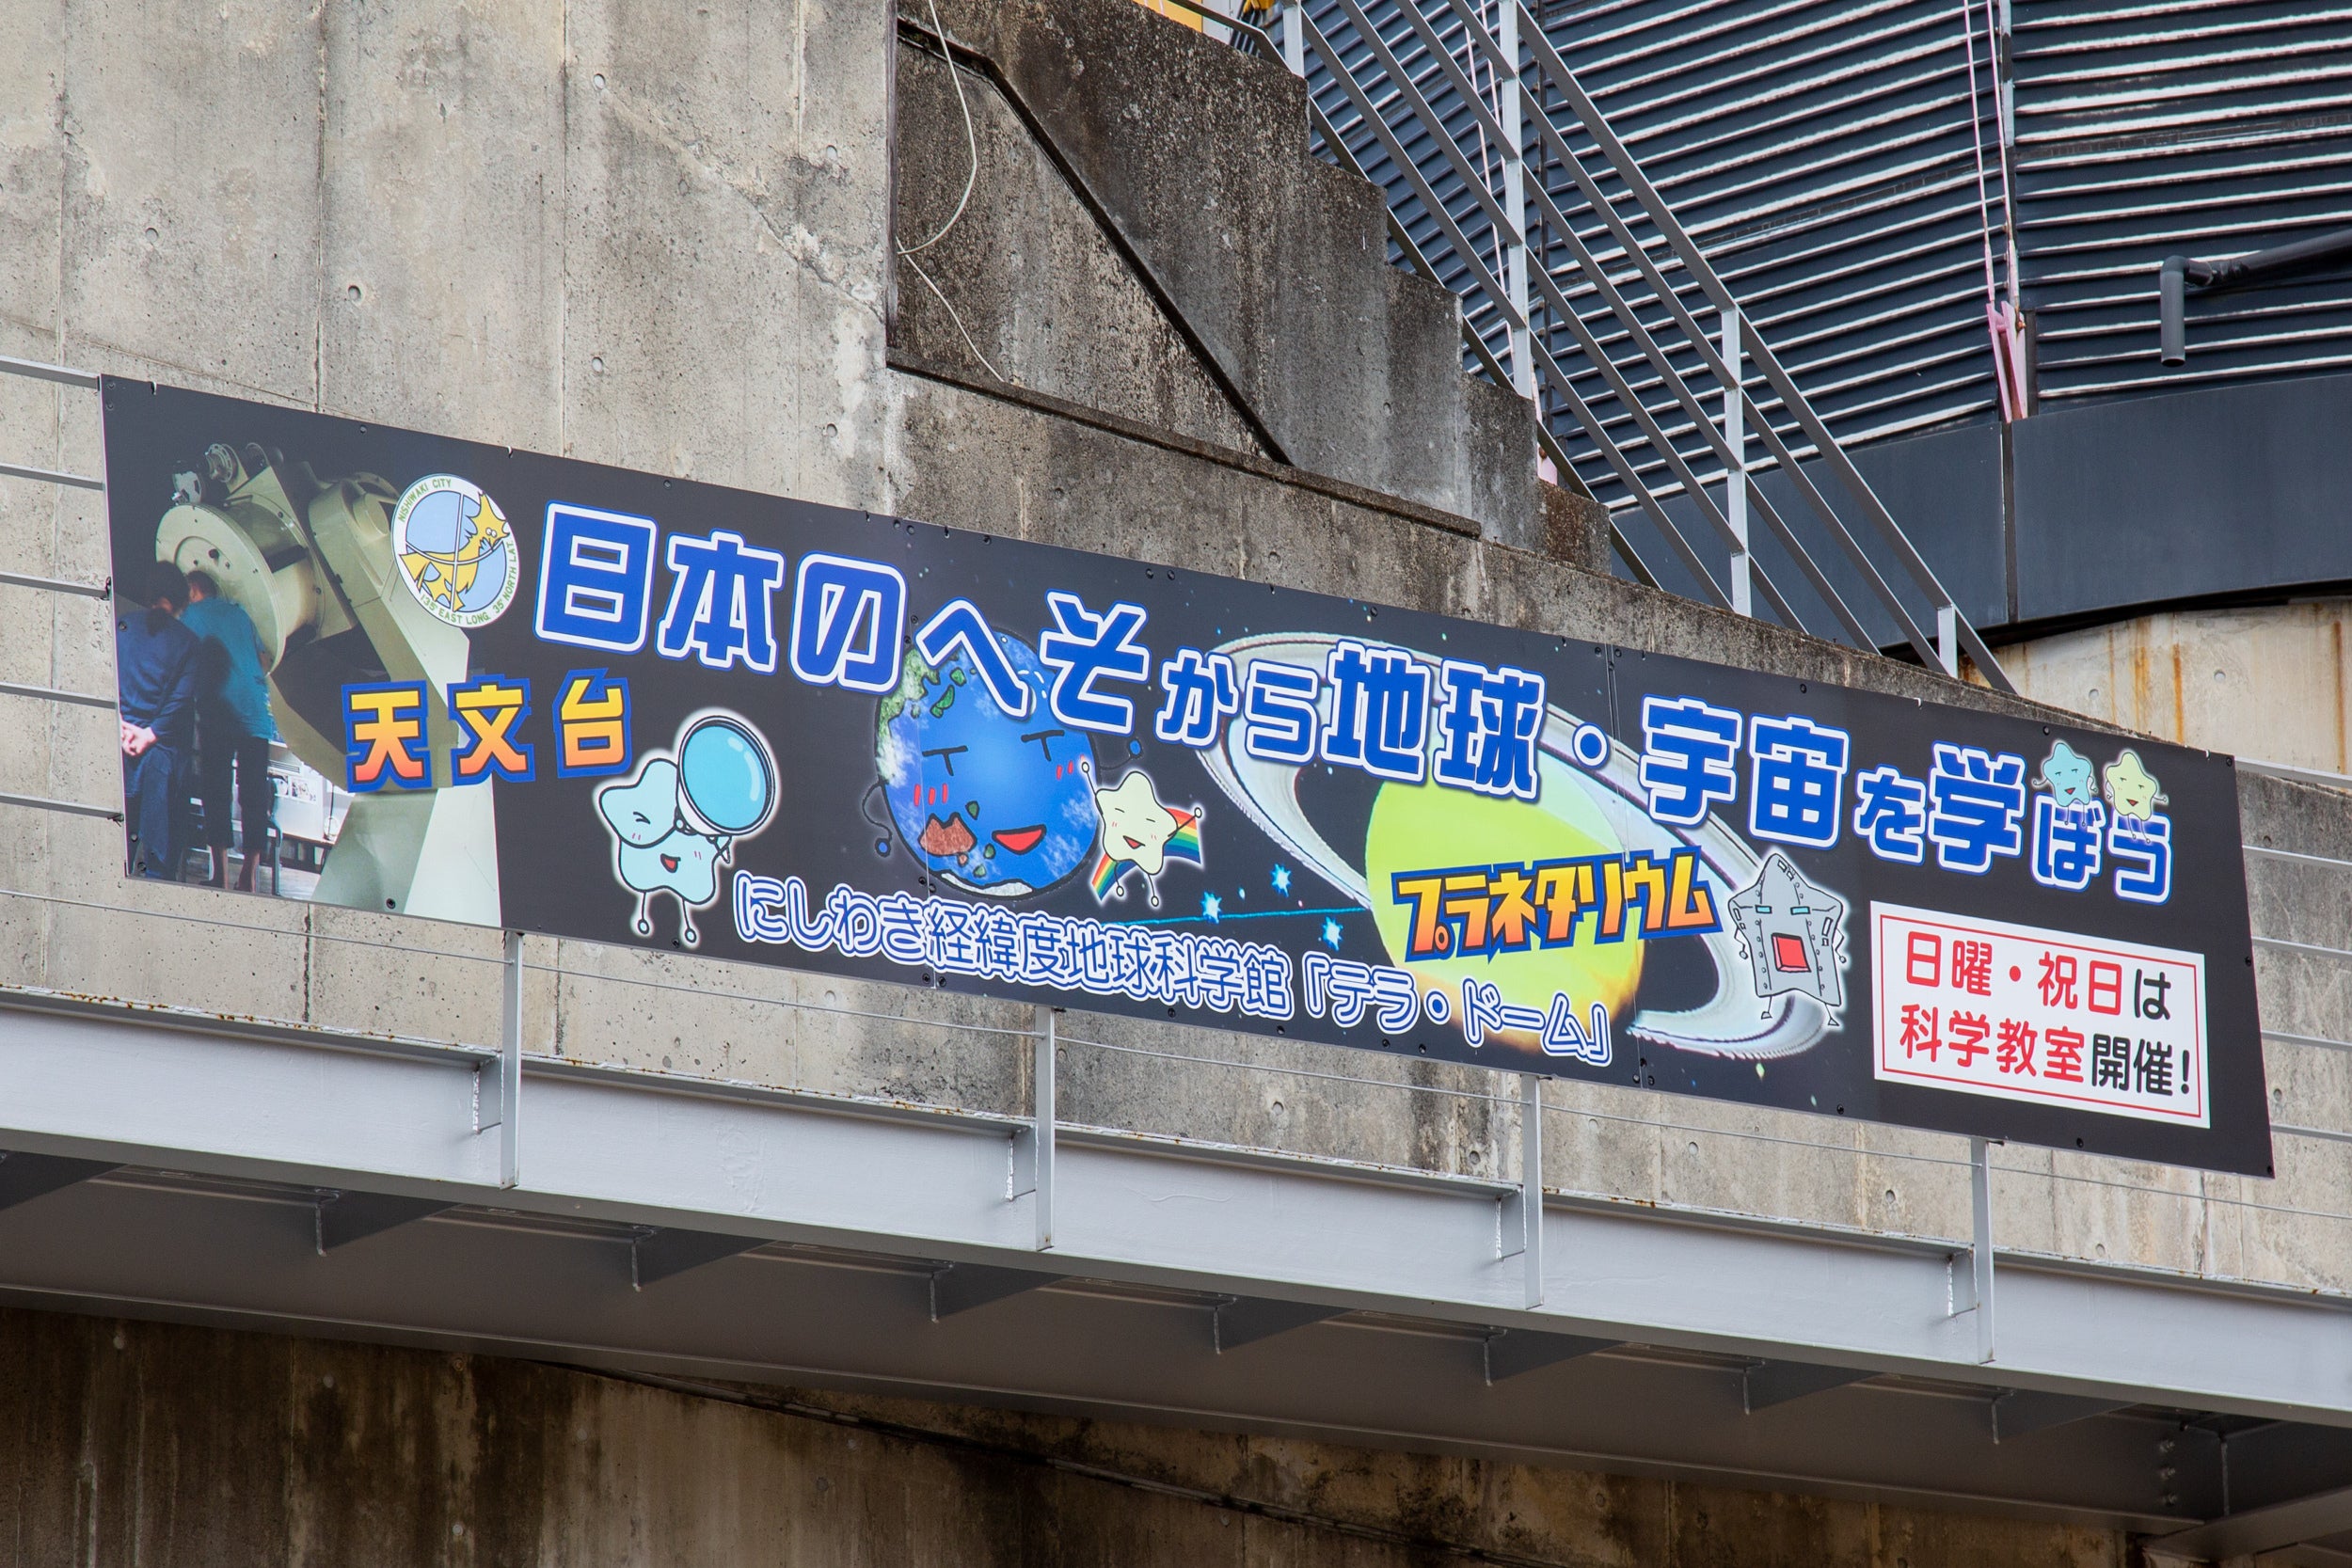 日本のへそから地球・宇宙を学ぼう
NISHIWAKI CITY
135° EAST LONG. 35° NORTH LAT.
天文台
プラネタリウム
にしわき経緯度地球科学館「テラ・ドーム」
日曜・祝日は
科学教室開催!